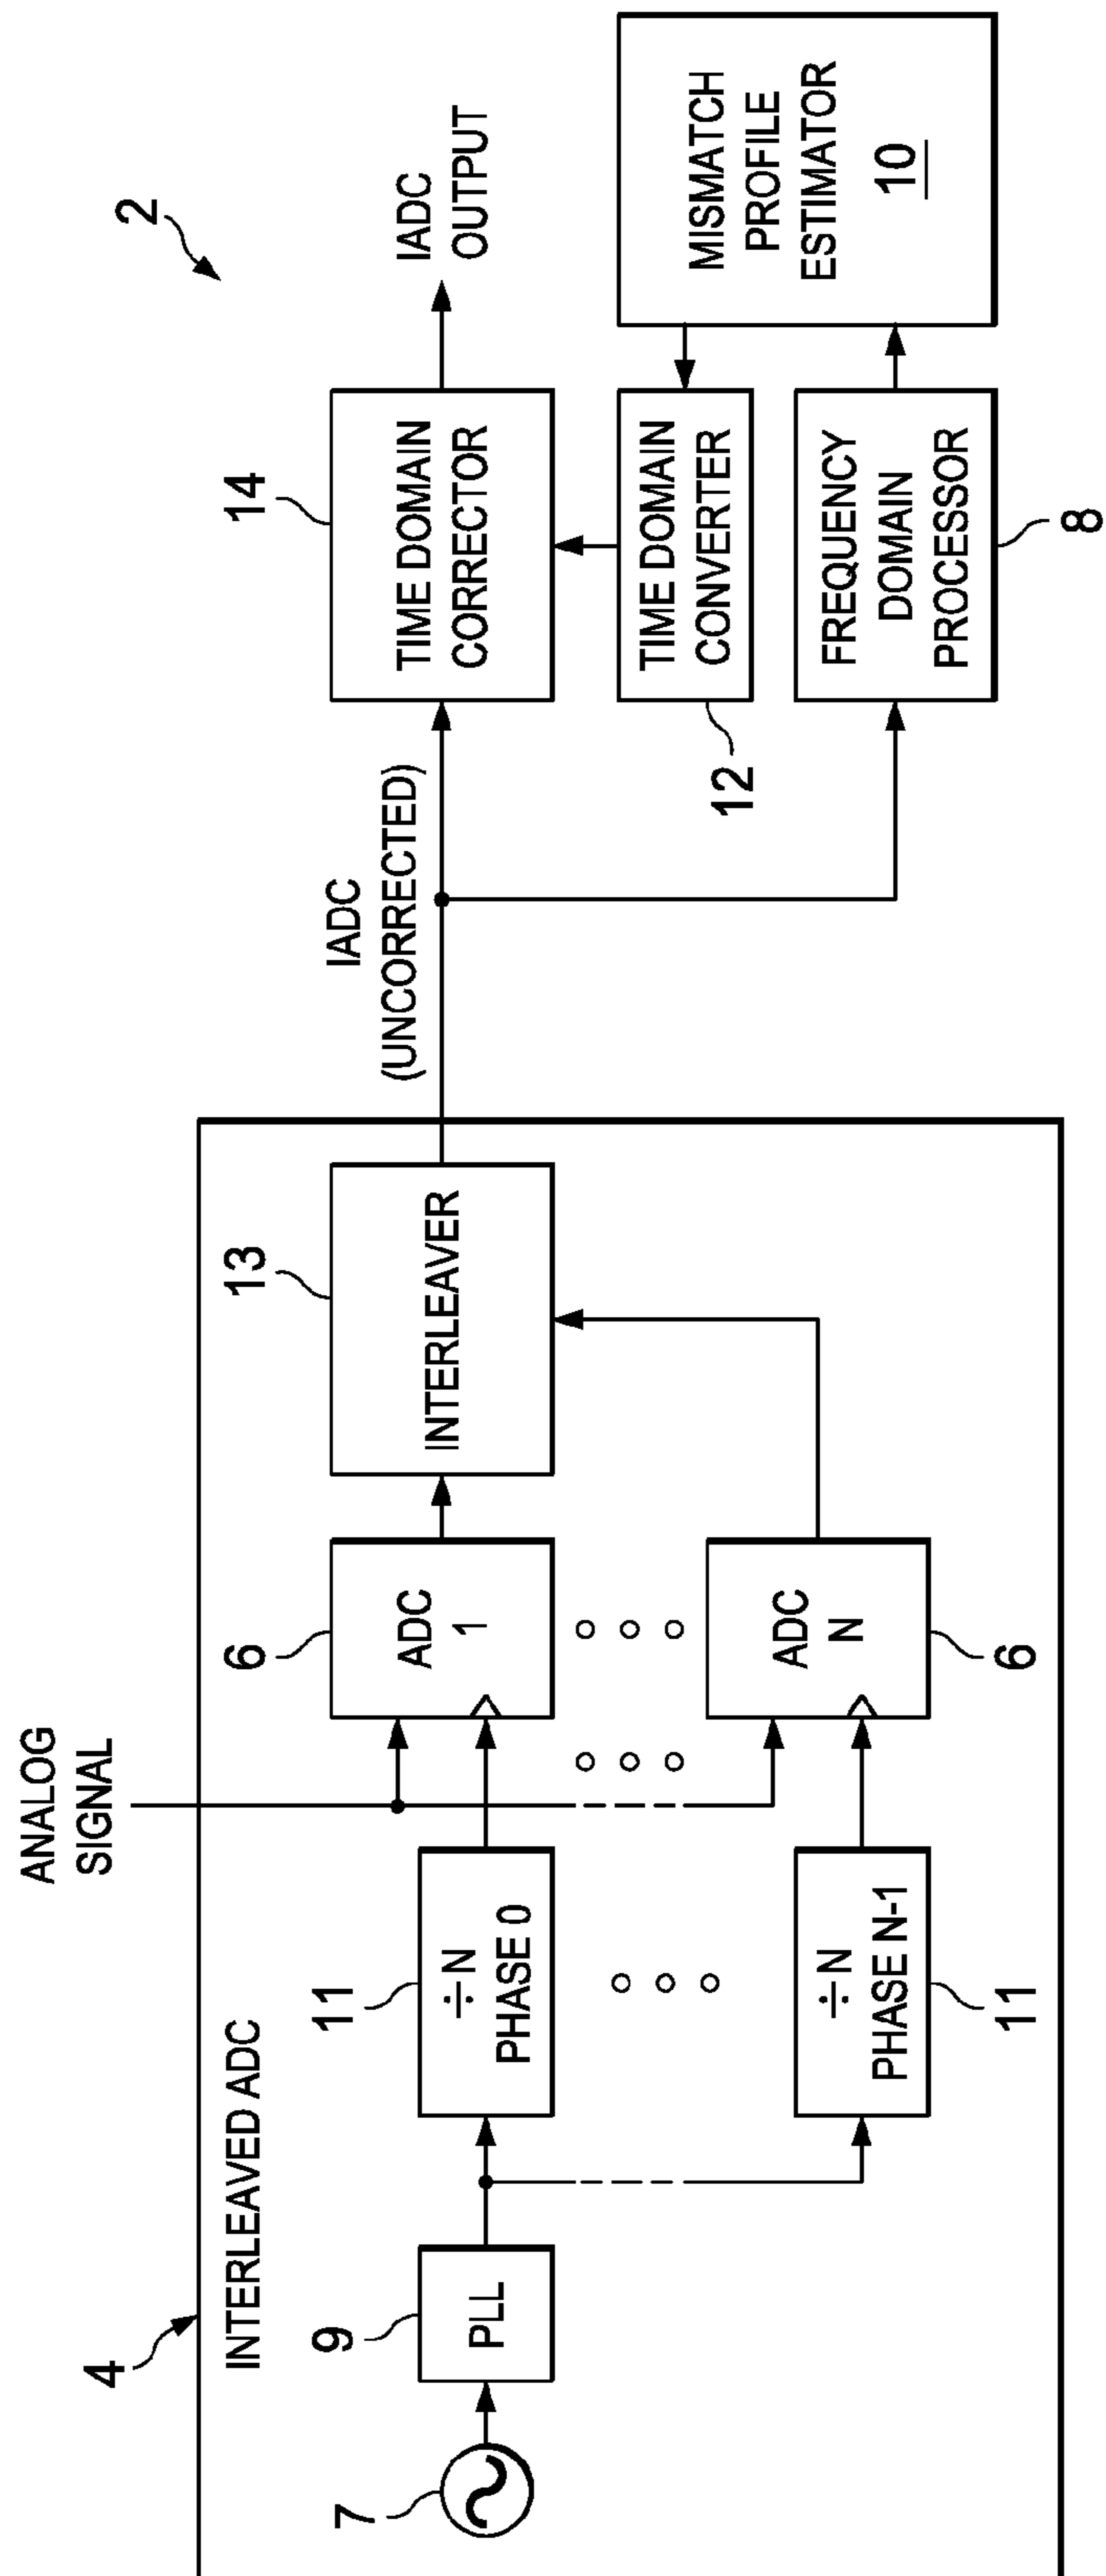 2
4
INTERLEAVED ADC
ANALOG
SIGNAL
7
9
PLL
11
÷N
PHASE 0
11
÷N
PHASE N-1
6
ADC
1
6
ADC
N
13
INTERLEAVER
IADC
(UNCORRECTED)
14
TIME DOMAIN
CORRECTOR
IADC
OUTPUT
12
TIME DOMAIN
CONVERTER
FREQUENCY
DOMAIN
PROCESSOR
8
MISMATCH
PROFILE
ESTIMATOR
10